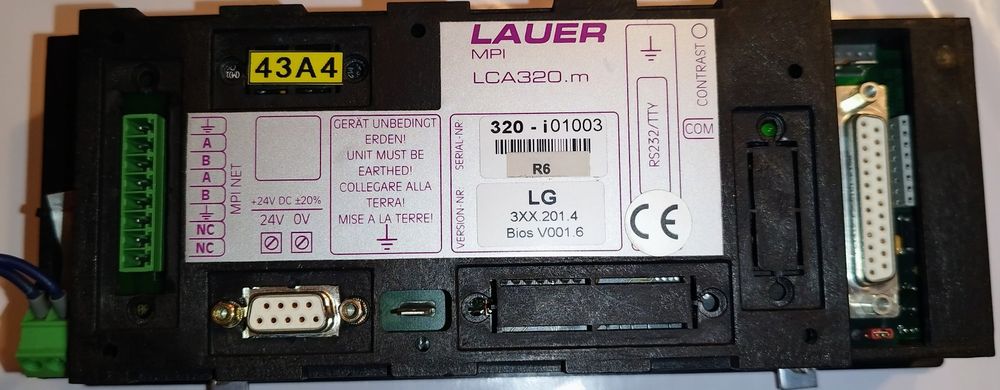 43A4
LAUER
MPI
LCA320.m
CONTRAST
COM
RS232/TTY
⏚
A
B
A
B
⏚
NC
NC
MPI NET
+24V DC ±20%
24V 0V
GERÄT UNBEDINGT
ERDEN!
UNIT MUST BE
EARTHED!
COLLEGARE ALLA
TERRA!
MISE A LA TERRE!
SERIAL-NR
320 - i01003
R6
VERSION-NR
LG
3XX.201.4
Bios V001.6
CE